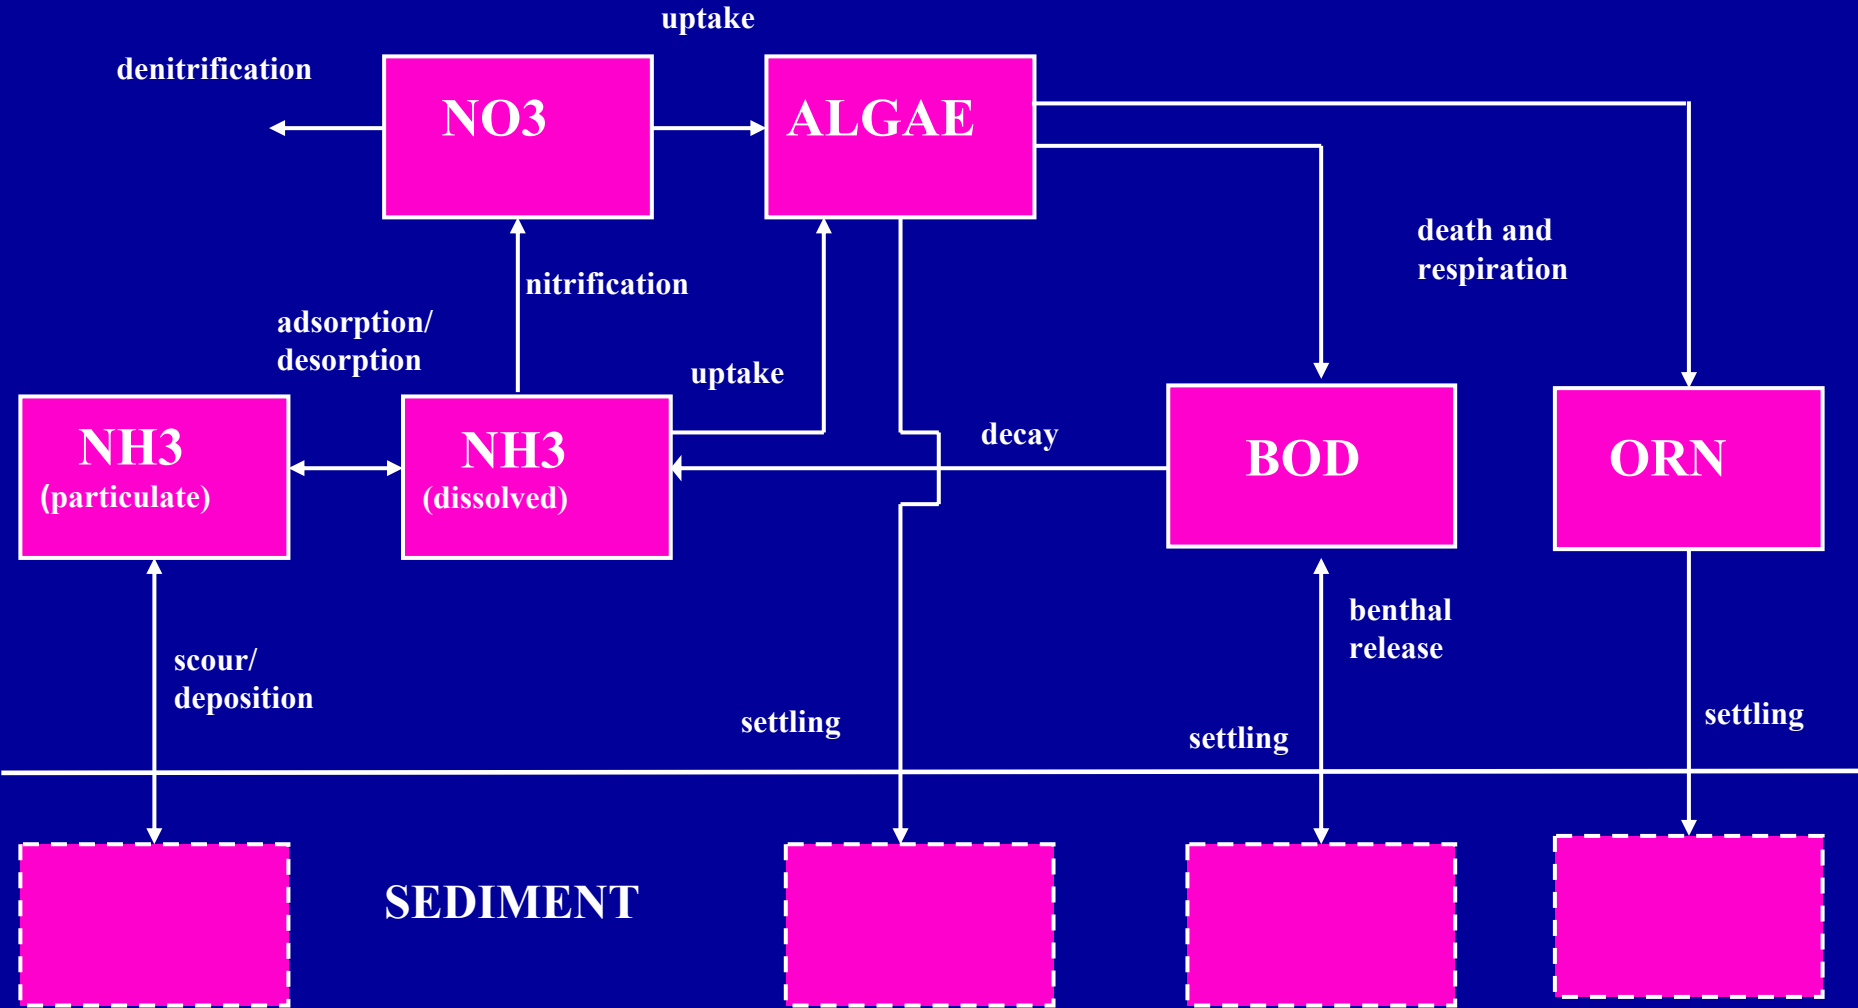 uptake
denitrification
NO3
ALGAE
death and
respiration
nitrification
adsorption/
desorption
uptake
decay
NH3
(particulate)
NH3
(dissolved)
BOD
ORN
benthal
release
scour/
deposition
settling
settling
settling
SEDIMENT